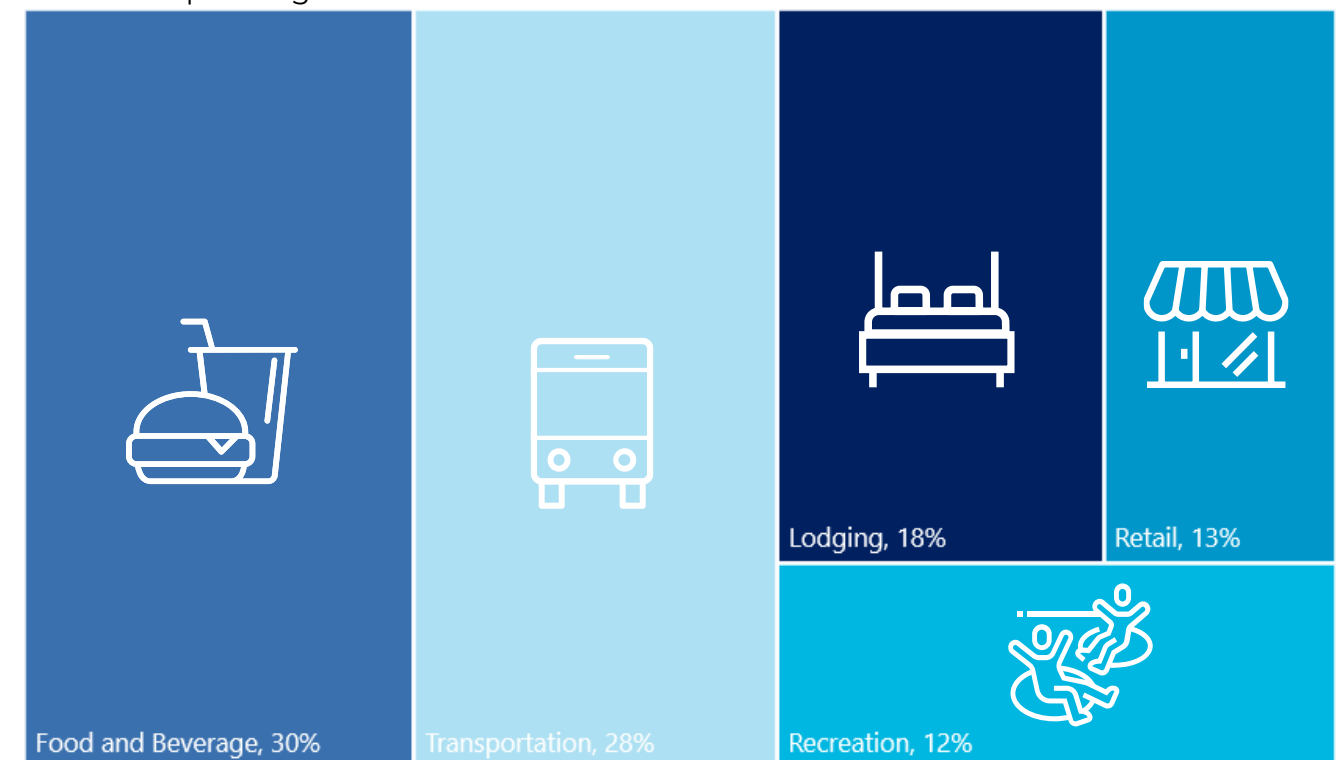 Food and Beverage, 30%
Transportation, 28%
Lodging, 18%
Retail, 13%
Recreation, 12%